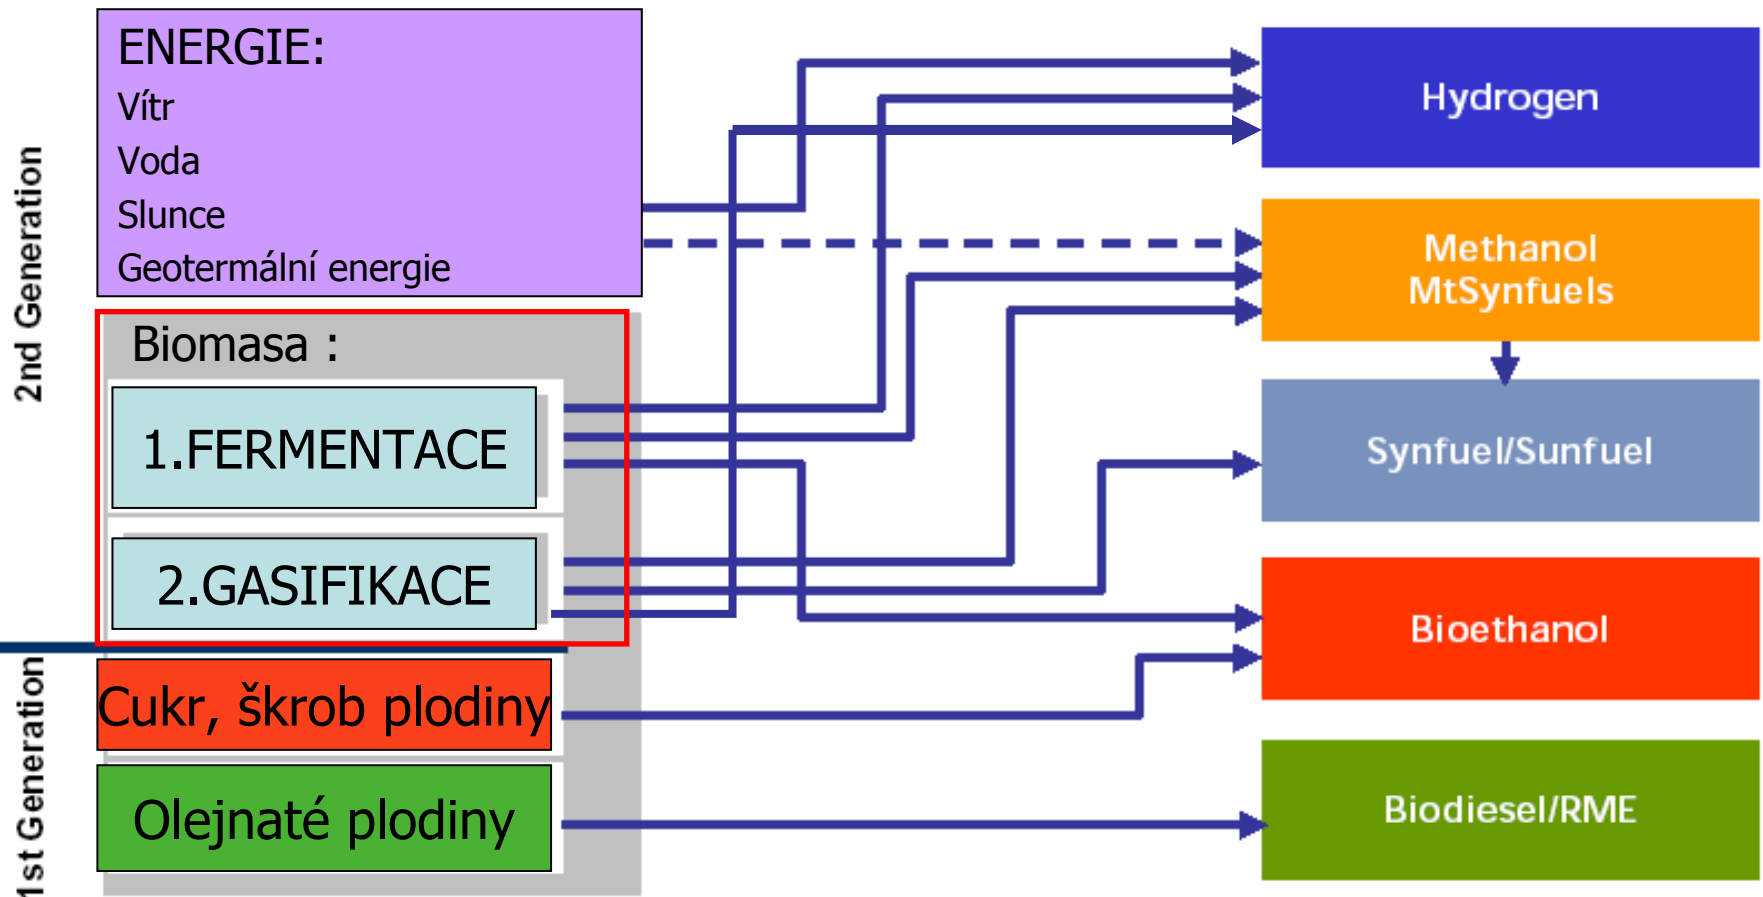 2nd Generation
ENERGIE:
Vítr
Voda
Slunce
Geotermální energie
Biomasa :
1.FERMENTACE
2.GASIFIKACE
1st Generation
Cukr, škrob plodiny
Olejnaté plodiny
Hydrogen
Methanol
MtSynfuels
Synfuel/Sunfuel
Bioethanol
Biodiesel/RME